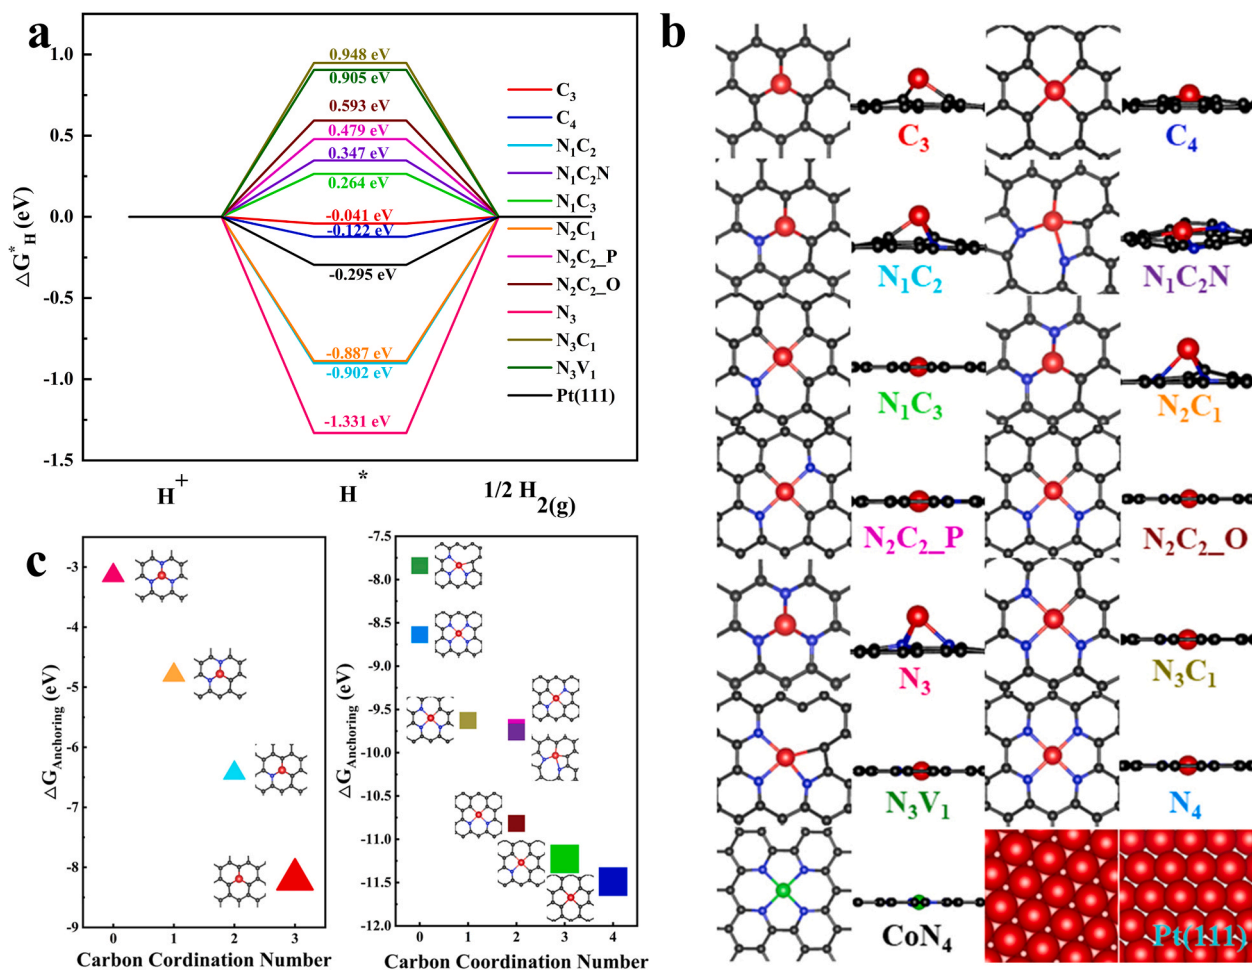 a
1.0
0.5
0.0
-0.5
-1.0
-1.5
ΔG*H (eV)
0.948 eV
0.905 eV
0.593 eV
0.479 eV
0.347 eV
0.264 eV
-0.041 eV
-0.122 eV
-0.295 eV
-0.887 eV
-0.902 eV
-1.331 eV
C3
C4
N1C2
N1C2N
N1C3
N2C1
N2C2_P
N2C2_O
N3
N3C1
N3V1
Pt(111)
H+
H*
1/2 H2(g)
b
C3
C4
N1C2
N1C2N
N1C3
N2C1
N2C2_P
N2C2_O
N3
N3C1
N3V1
N4
CoN4
Pt(111)
c
-3
-4
-5
-6
-7
-8
-9
ΔGAnchoring (eV)
0 1 2 3
Carbon Cordination Number
-7.5
-8.0
-8.5
-9.0
-9.5
-10.0
-10.5
-11.0
-11.5
-12.0
ΔGAnchoring (eV)
0 1 2 3 4
Carbon Coordination Number